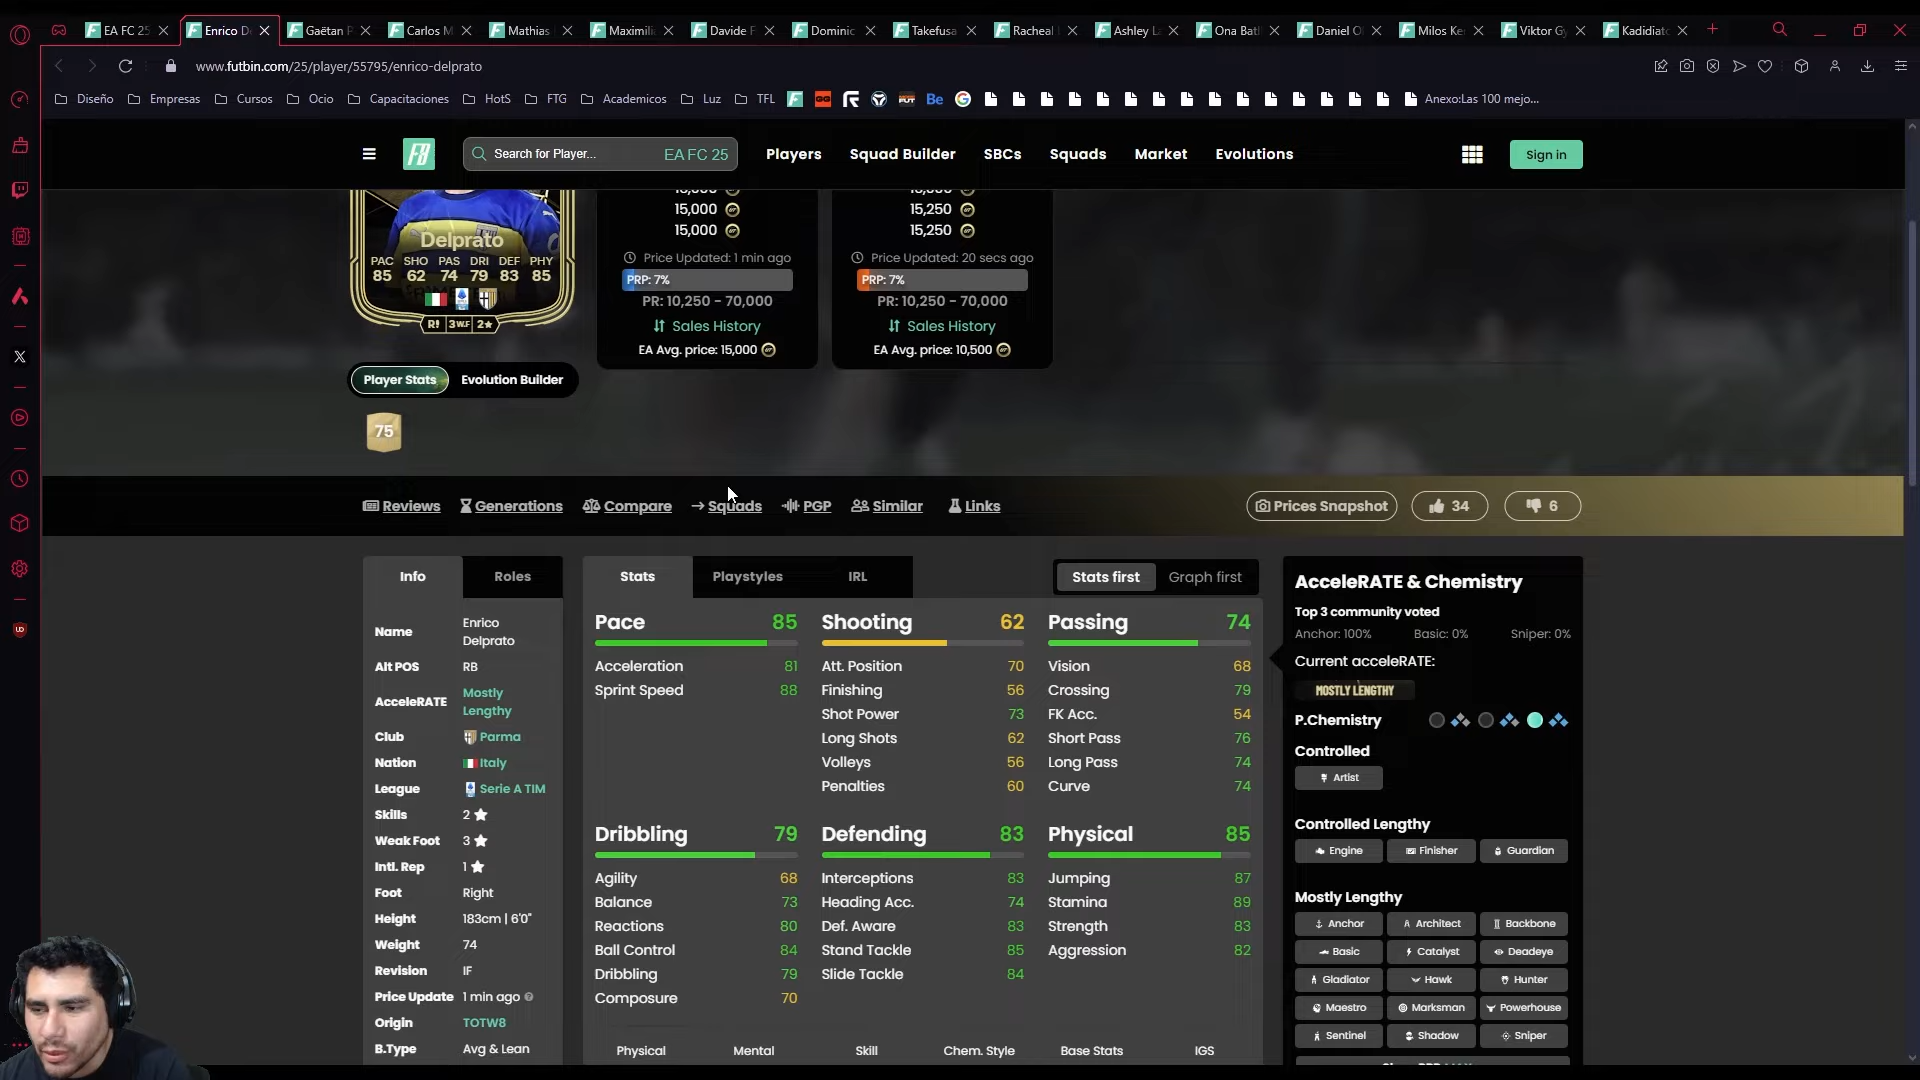 EA FC 25
Enrico D
Gaëtan P
Carlos M
Mathias
Maximili
Davide F
Dominic
Takefusa
Racheal
Ashley L
Ona Batl
Daniel O
Milos Ke
Viktor Gy
Kadidiat
www.futbin.com/25/player/55795/enrico-delprato
Diseño
Empresas
Cursos
Ocio
Capacitaciones
HotS
FTG
Academicos
Luz
TFL
Anexo:Las 100 mejo...
Search for Player...
EA FC 25
Players
Squad Builder
SBCs
Squads
Market
Evolutions
Sign in
15,000
15,250
15,000
15,250
Delprato
PAC SHO PAS DRI DEF PHY
85 62 74 79 83 85
3W.F 2★
Price Updated: 1 min ago
PRP: 7%
PR: 10,250 - 70,000
Sales History
EA Avg. price: 15,000
Price Updated: 20 secs ago
PRP: 7%
PR: 10,250 - 70,000
Sales History
EA Avg. price: 10,500
Player Stats
Evolution Builder
75
Reviews
Generations
Compare
Squads
PGP
Similar
Links
Prices Snapshot
34
6
Info
Roles
Name Enrico
Delprato
Alt POS RB
AcceleRATE Mostly
Lengthy
Club Parma
Nation Italy
League Serie A TIM
Skills 2 ★
Weak Foot 3 ★
Intl. Rep 1 ★
Foot Right
Height 183cm | 6'0"
Weight 74
Revision IF
Price Update 1 min ago
Origin TOTW8
B.Type Avg & Lean
Stats
Playstyles
IRL
Stats first
Graph first
Pace 85
Acceleration 81
Sprint Speed 88
Shooting 62
Att. Position 70
Finishing 56
Shot Power 73
Long Shots 62
Volleys 56
Penalties 60
Passing 74
Vision 68
Crossing 79
FK Acc. 54
Short Pass 76
Long Pass 74
Curve 74
Dribbling 79
Agility 68
Balance 73
Reactions 80
Ball Control 84
Dribbling 79
Composure 70
Defending 83
Interceptions 83
Heading Acc. 74
Def. Aware 83
Stand Tackle 85
Slide Tackle 84
Physical 85
Jumping 87
Stamina 89
Strength 83
Aggression 82
Physical
Mental
Skill
Chem. Style
Base Stats
IGS
AcceleRATE & Chemistry
Top 3 community voted
Anchor: 100% Basic: 0% Sniper: 0%
Current acceleRATE:
MOSTLY LENGTHY
P.Chemistry
Controlled
Artist
Controlled Lengthy
Engine Finisher Guardian
Mostly Lengthy
Anchor Architect Backbone
Basic Catalyst Deadeye
Gladiator Hawk Hunter
Maestro Marksman Powerhouse
Sentinel Shadow Sniper